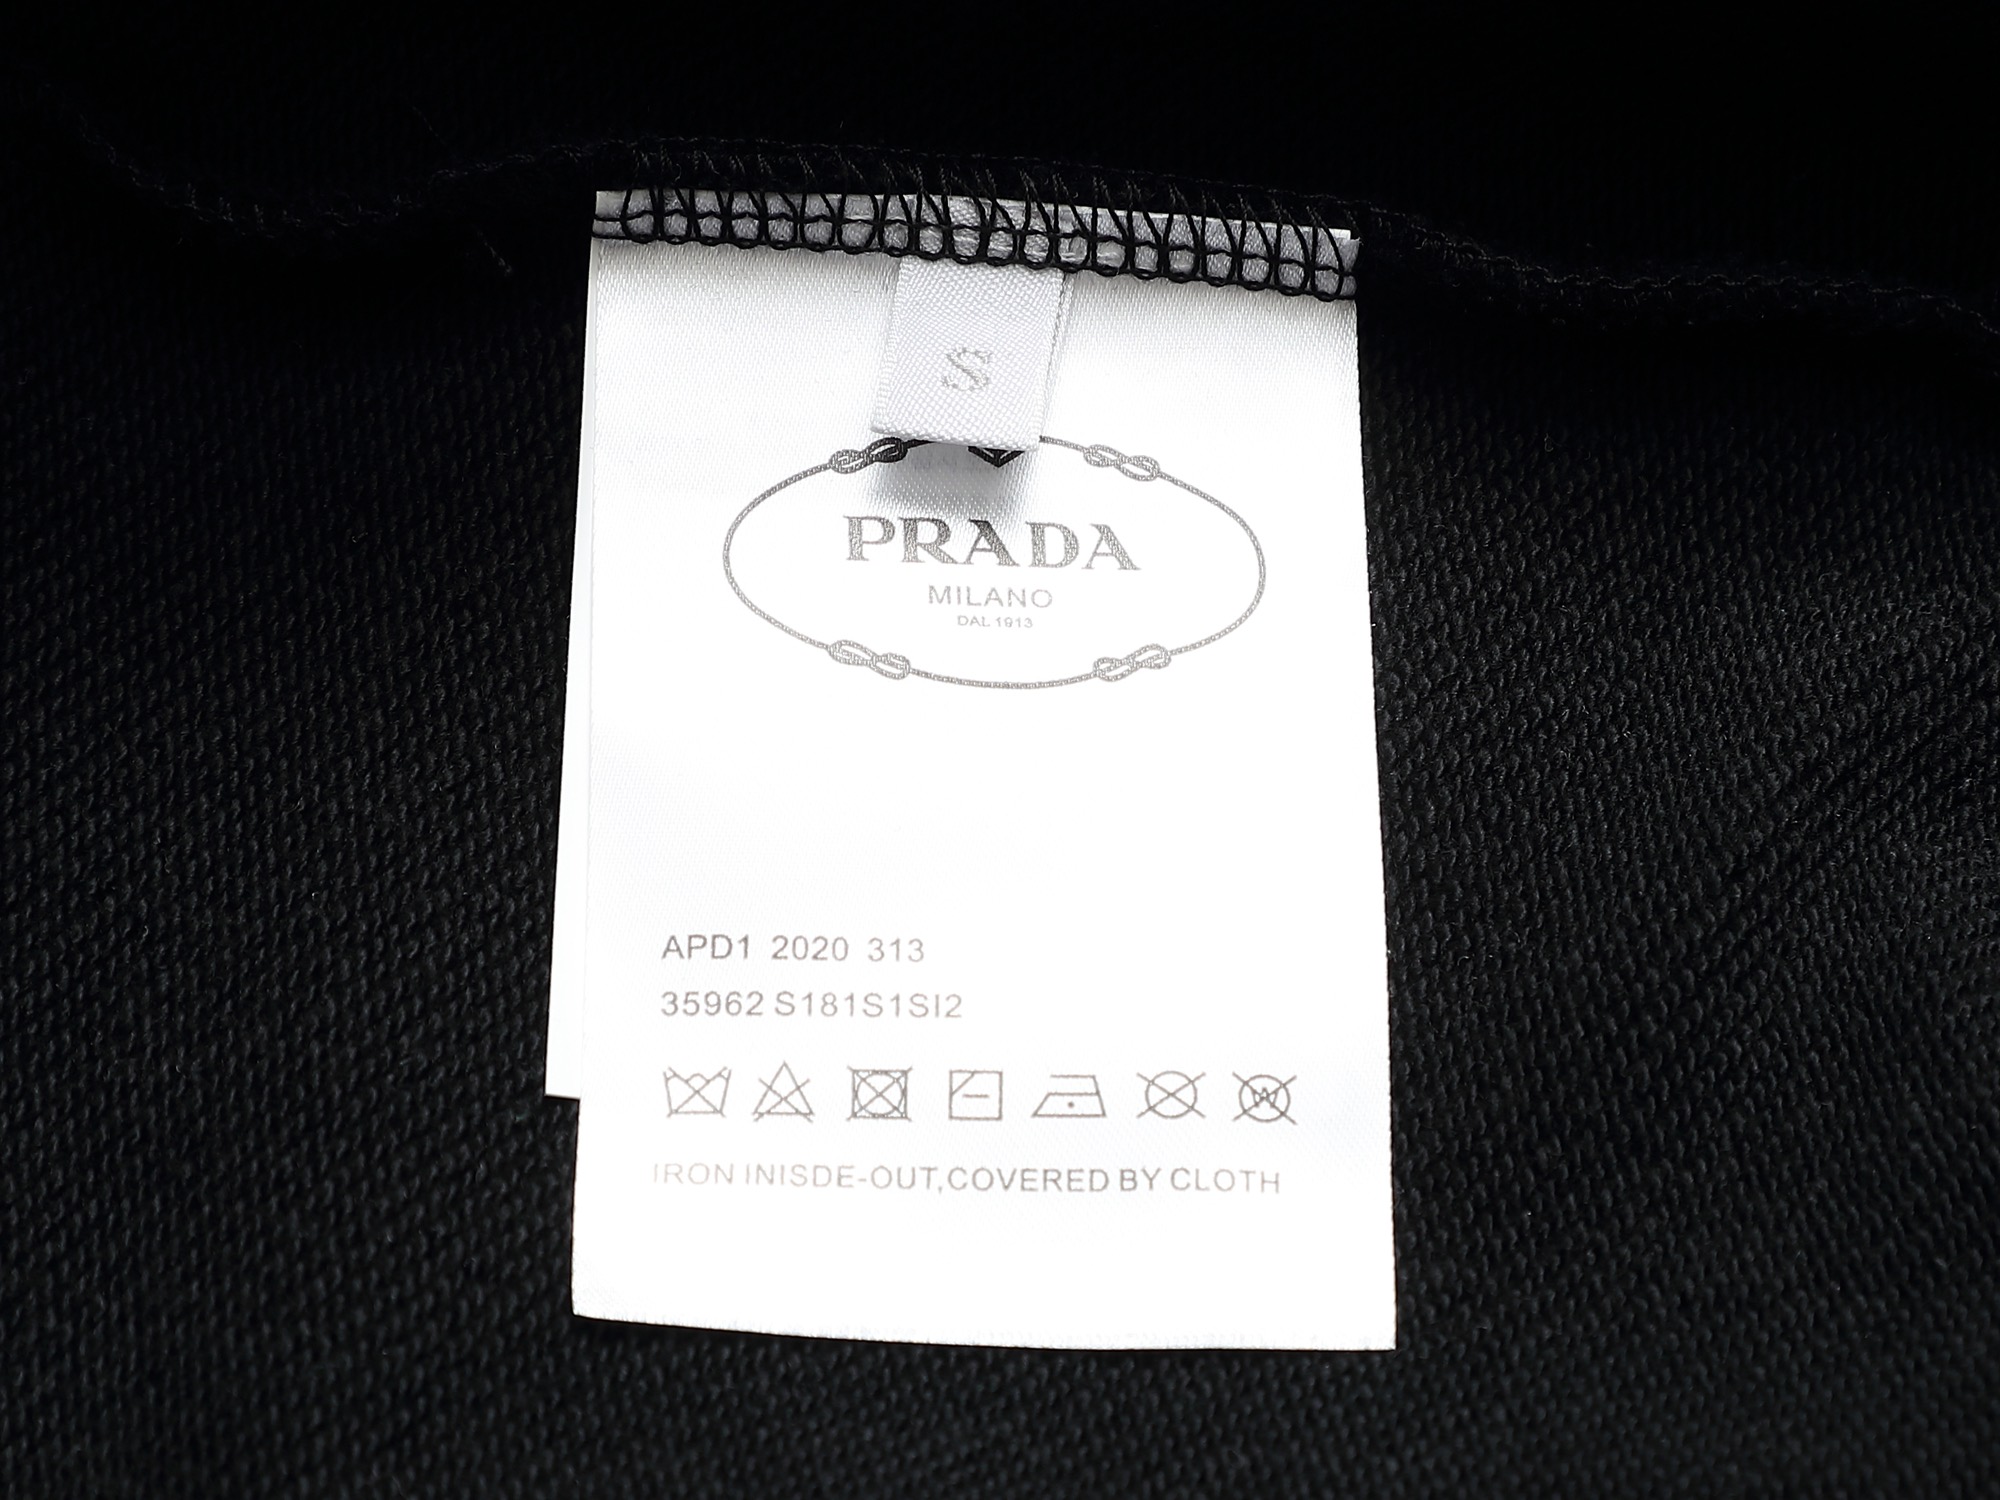 S
PRADA
MILANO
DAL 1913
APD1 2020 313
35962 S181S1SI2
W
IRON INISDE-OUT,COVERED BY CLOTH